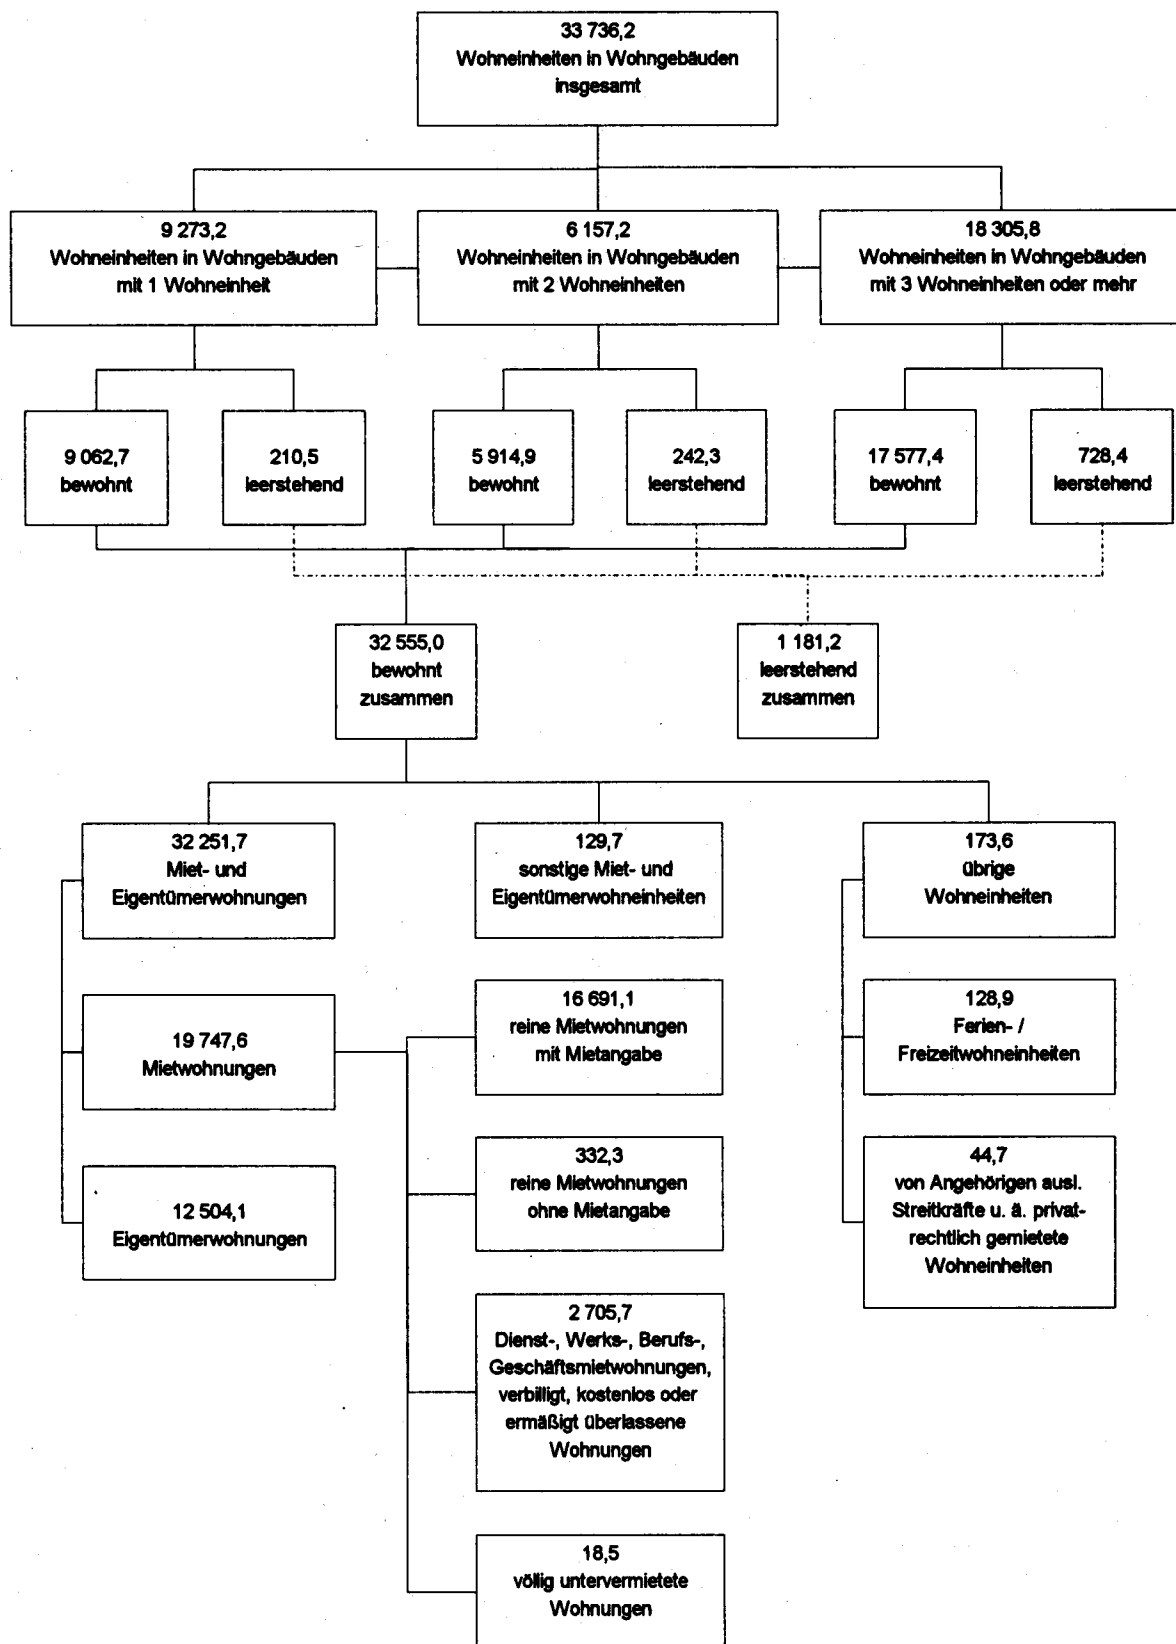 33 736,2
Wohneinheiten in Wohngebäuden
insgesamt
9 273,2
Wohneinheiten in Wohngebäuden
mit 1 Wohneinheit
6 157,2
Wohneinheiten in Wohngebäuden
mit 2 Wohneinheiten
18 305,8
Wohneinheiten in Wohngebäuden
mit 3 Wohneinheiten oder mehr
9 062,7
bewohnt
210,5
leerstehend
5 914,9
bewohnt
242,3
leerstehend
17 577,4
bewohnt
728,4
leerstehend
32 555,0
bewohnt
zusammen
1 181,2
leerstehend
zusammen
32 251,7
Miet- und
Eigentümerwohnungen
129,7
sonstige Miet- und
Eigentümerwohneinheiten
173,6
übrige
Wohneinheiten
19 747,6
Mietwohnungen
16 691,1
reine Mietwohnungen
mit Mietangabe
128,9
Ferien- /
Freizeitwohneinheiten
12 504,1
Eigentümerwohnungen
332,3
reine Mietwohnungen
ohne Mietangabe
44,7
von Angehörigen ausl.
Streitkräfte u. ä. privat-
rechtlich gemietete
Wohneinheiten
2 705,7
Dienst-, Werks-, Berufs-,
Geschäftsmietwohnungen,
verbilligt, kostenlos oder
ermäßigt überlassene
Wohnungen
18,5
völlig untervermietete
Wohnungen